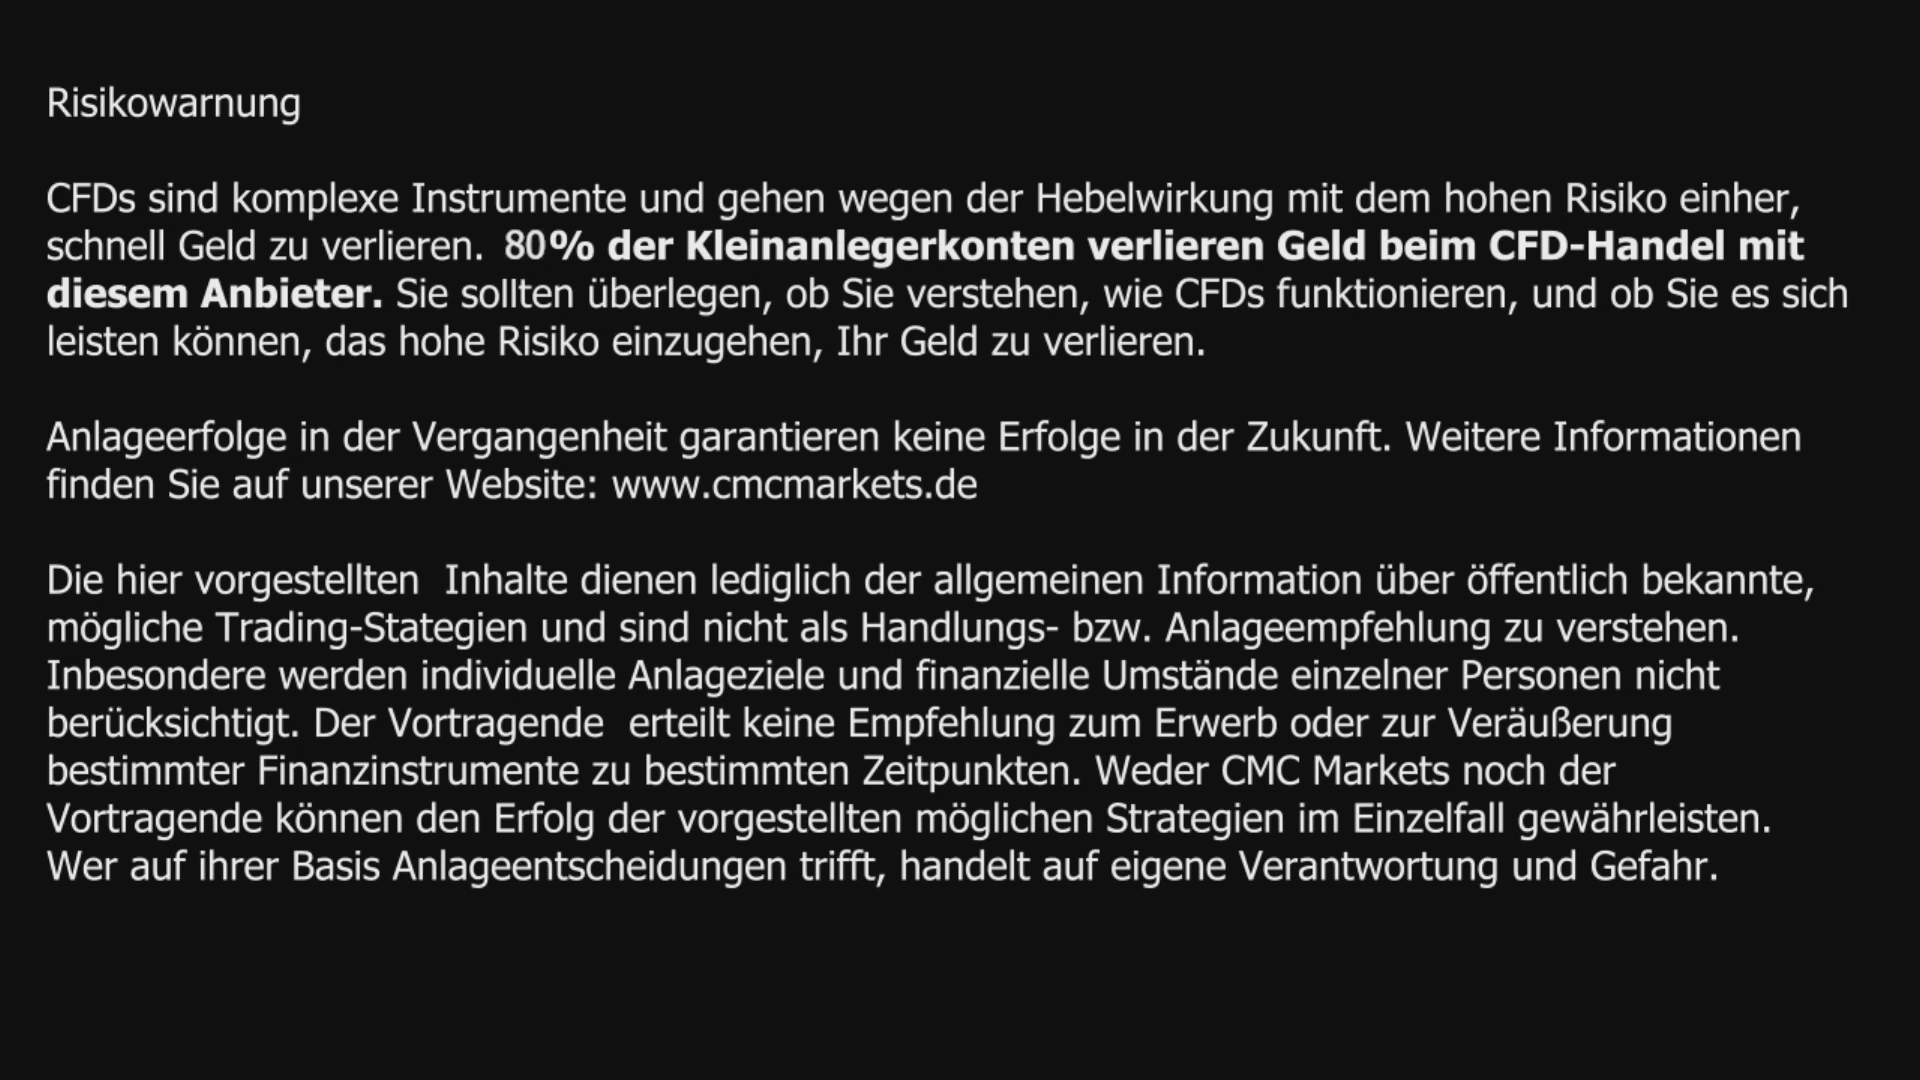 Risikowarnung
CFDs sind komplexe Instrumente und gehen wegen der Hebelwirkung mit dem hohen Risiko einher,
schnell Geld zu verlieren.  80% der Kleinanlegerkonten verlieren Geld beim CFD-Handel mit
diesem Anbieter. Sie sollten überlegen, ob Sie verstehen, wie CFDs funktionieren, und ob Sie es sich
leisten können, das hohe Risiko einzugehen, Ihr Geld zu verlieren.
Anlageerfolge in der Vergangenheit garantieren keine Erfolge in der Zukunft. Weitere Informationen
finden Sie auf unserer Website: www.cmcmarkets.de
Die hier vorgestellten  Inhalte dienen lediglich der allgemeinen Information über öffentlich bekannte,
mögliche Trading-Stategien und sind nicht als Handlungs- bzw. Anlageempfehlung zu verstehen.
Inbesondere werden individuelle Anlageziele und finanzielle Umstände einzelner Personen nicht
berücksichtigt. Der Vortragende  erteilt keine Empfehlung zum Erwerb oder zur Veräußerung
bestimmter Finanzinstrumente zu bestimmten Zeitpunkten. Weder CMC Markets noch der
Vortragende können den Erfolg der vorgestellten möglichen Strategien im Einzelfall gewährleisten.
Wer auf ihrer Basis Anlageentscheidungen trifft, handelt auf eigene Verantwortung und Gefahr.